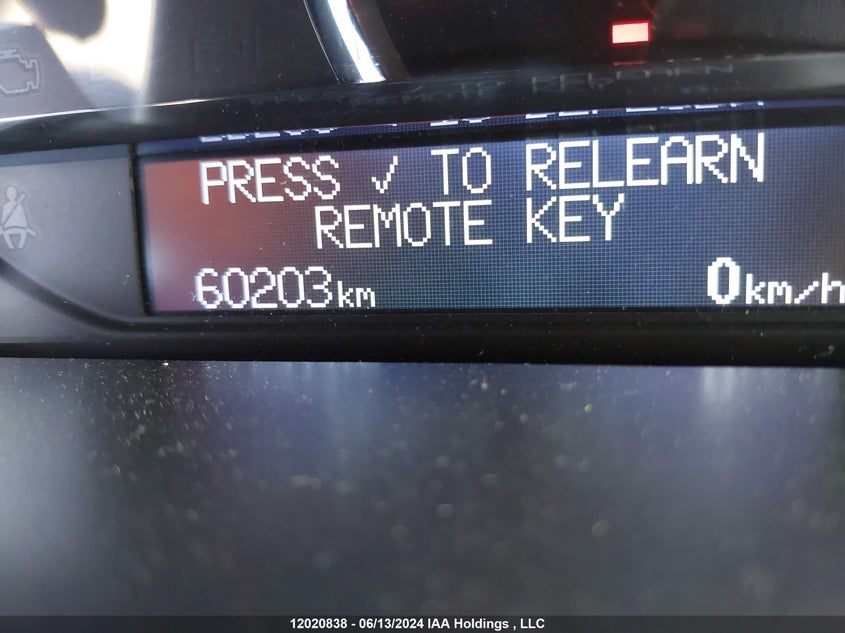 PRESS ✓ TO RELEARN
REMOTE KEY
60203km
0km/h
12020838 - 06/13/2024 IAA Holdings , LLC